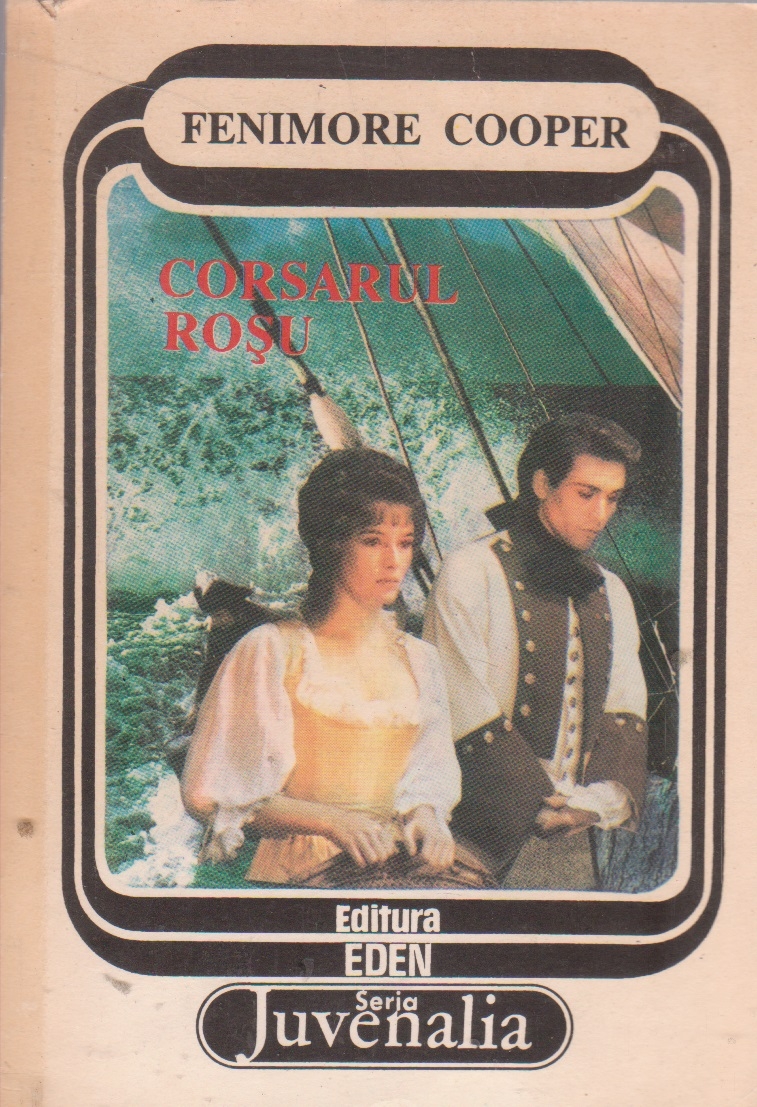 FENIMORE COOPER
CORSARUL
ROŞU
Editura
EDEN
Seria
Juvenalia